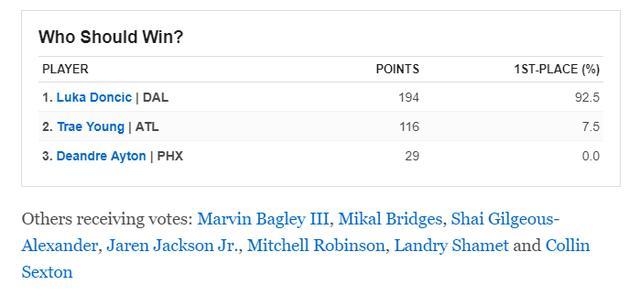 Who Should Win?
PLAYER POINTS 1ST-PLACE (%)
1. Luka Doncic | DAL 194 92.5
2. Trae Young | ATL 116 7.5
3. Deandre Ayton | PHX 29 0.0
Others receiving votes: Marvin Bagley III, Mikal Bridges, Shai Gilgeous-
Alexander, Jaren Jackson Jr., Mitchell Robinson, Landry Shamet and Collin
Sexton